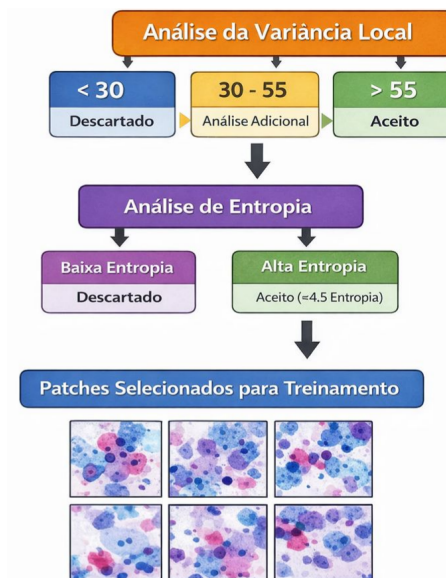 Análise da Variância Local
< 30
30 - 55
> 55
Descartado
Análise Adicional
Aceito
Análise de Entropia
Baixa Entropia
Alta Entropia
Descartado
Aceito (≈4.5 Entropia)
Patches Selecionados para Treinamento